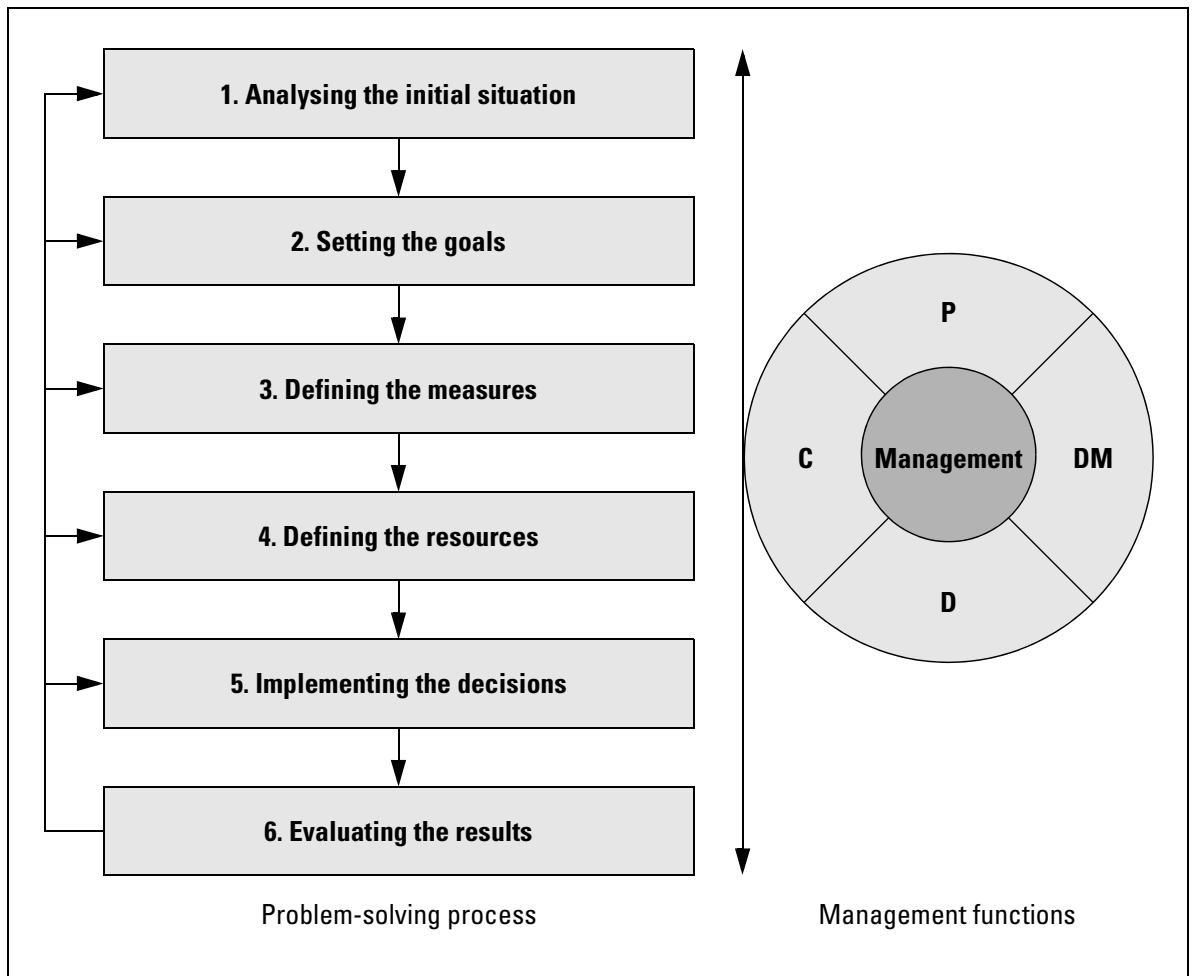 1. Analysing the initial situation
2. Setting the goals
3. Defining the measures
4. Defining the resources
5. Implementing the decisions
6. Evaluating the results
Problem-solving process
P
C
Management
DM
D
Management functions